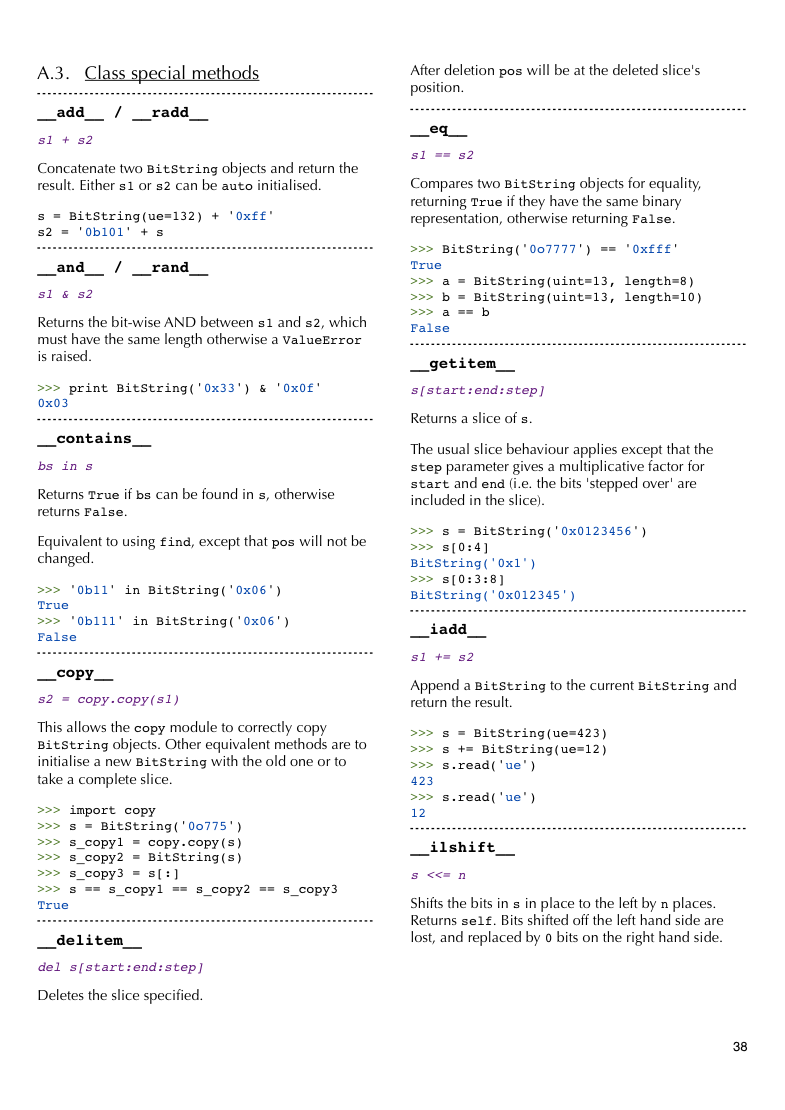 A.3. Class special methods
__add__ / __radd__
s1 + s2
Concatenate two BitString objects and return the
result. Either s1 or s2 can be auto initialised.
s = BitString(ue=132) + '0xff'
s2 = '0b101' + s
__and__ / __rand__
s1 & s2
Returns the bit-wise AND between s1 and s2, which
must have the same length otherwise a ValueError
is raised.
>>> print BitString('0x33') & '0x0f'
0x03
__contains__
bs in s
Returns True if bs can be found in s, otherwise
returns False.
Equivalent to using find, except that pos will not be
changed.
>>> '0b11' in BitString('0x06')
True
>>> '0b111' in BitString('0x06')
False
__copy__
s2 = copy.copy(s1)
This allows the copy module to correctly copy
BitString objects. Other equivalent methods are to
initialise a new BitString with the old one or to
take a complete slice.
>>> import copy
>>> s = BitString('0o775')
>>> s_copy1 = copy.copy(s)
>>> s_copy2 = BitString(s)
>>> s_copy3 = s[:]
>>> s == s_copy1 == s_copy2 == s_copy3
True
__delitem__
del s[start:end:step]
Deletes the slice specified.
After deletion pos will be at the deleted slice's
position.
__eq__
s1 == s2
Compares two BitString objects for equality,
returning True if they have the same binary
representation, otherwise returning False.
>>> BitString('0o7777') == '0xfff'
True
>>> a = BitString(uint=13, length=8)
>>> b = BitString(uint=13, length=10)
>>> a == b
False
__getitem__
s[start:end:step]
Returns a slice of s.
The usual slice behaviour applies except that the
step parameter gives a multiplicative factor for
start and end (i.e. the bits 'stepped over' are
included in the slice).
>>> s = BitString('0x0123456')
>>> s[0:4]
BitString('0x1')
>>> s[0:3:8]
BitString('0x012345')
__iadd__
s1 += s2
Append a BitString to the current BitString and
return the result.
>>> s = BitString(ue=423)
>>> s += BitString(ue=12)
>>> s.read('ue')
423
>>> s.read('ue')
12
__ilshift__
s <<= n
Shifts the bits in s in place to the left by n places.
Returns self. Bits shifted off the left hand side are
lost, and replaced by 0 bits on the right hand side.
38